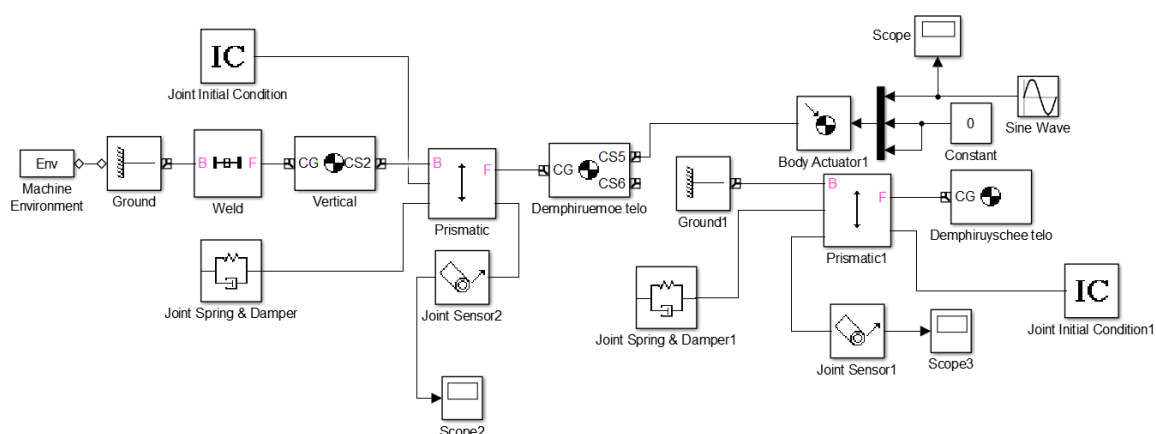 Scope
IC
Joint Initial Condition
Sine Wave
0
Constant
Body Actuator1
Env
Machine
Environment
Ground
B F
Weld
CG CS2
Vertical
B F
Prismatic
CG CS5
CS6
Demphiruemoe telo
Ground1
B F
Prismatic1
CG
Demphiruyschee telo
Joint Spring & Damper
Joint Sensor2
Joint Spring & Damper1
Joint Sensor1
Scope3
IC
Joint Initial Condition1
Scope2